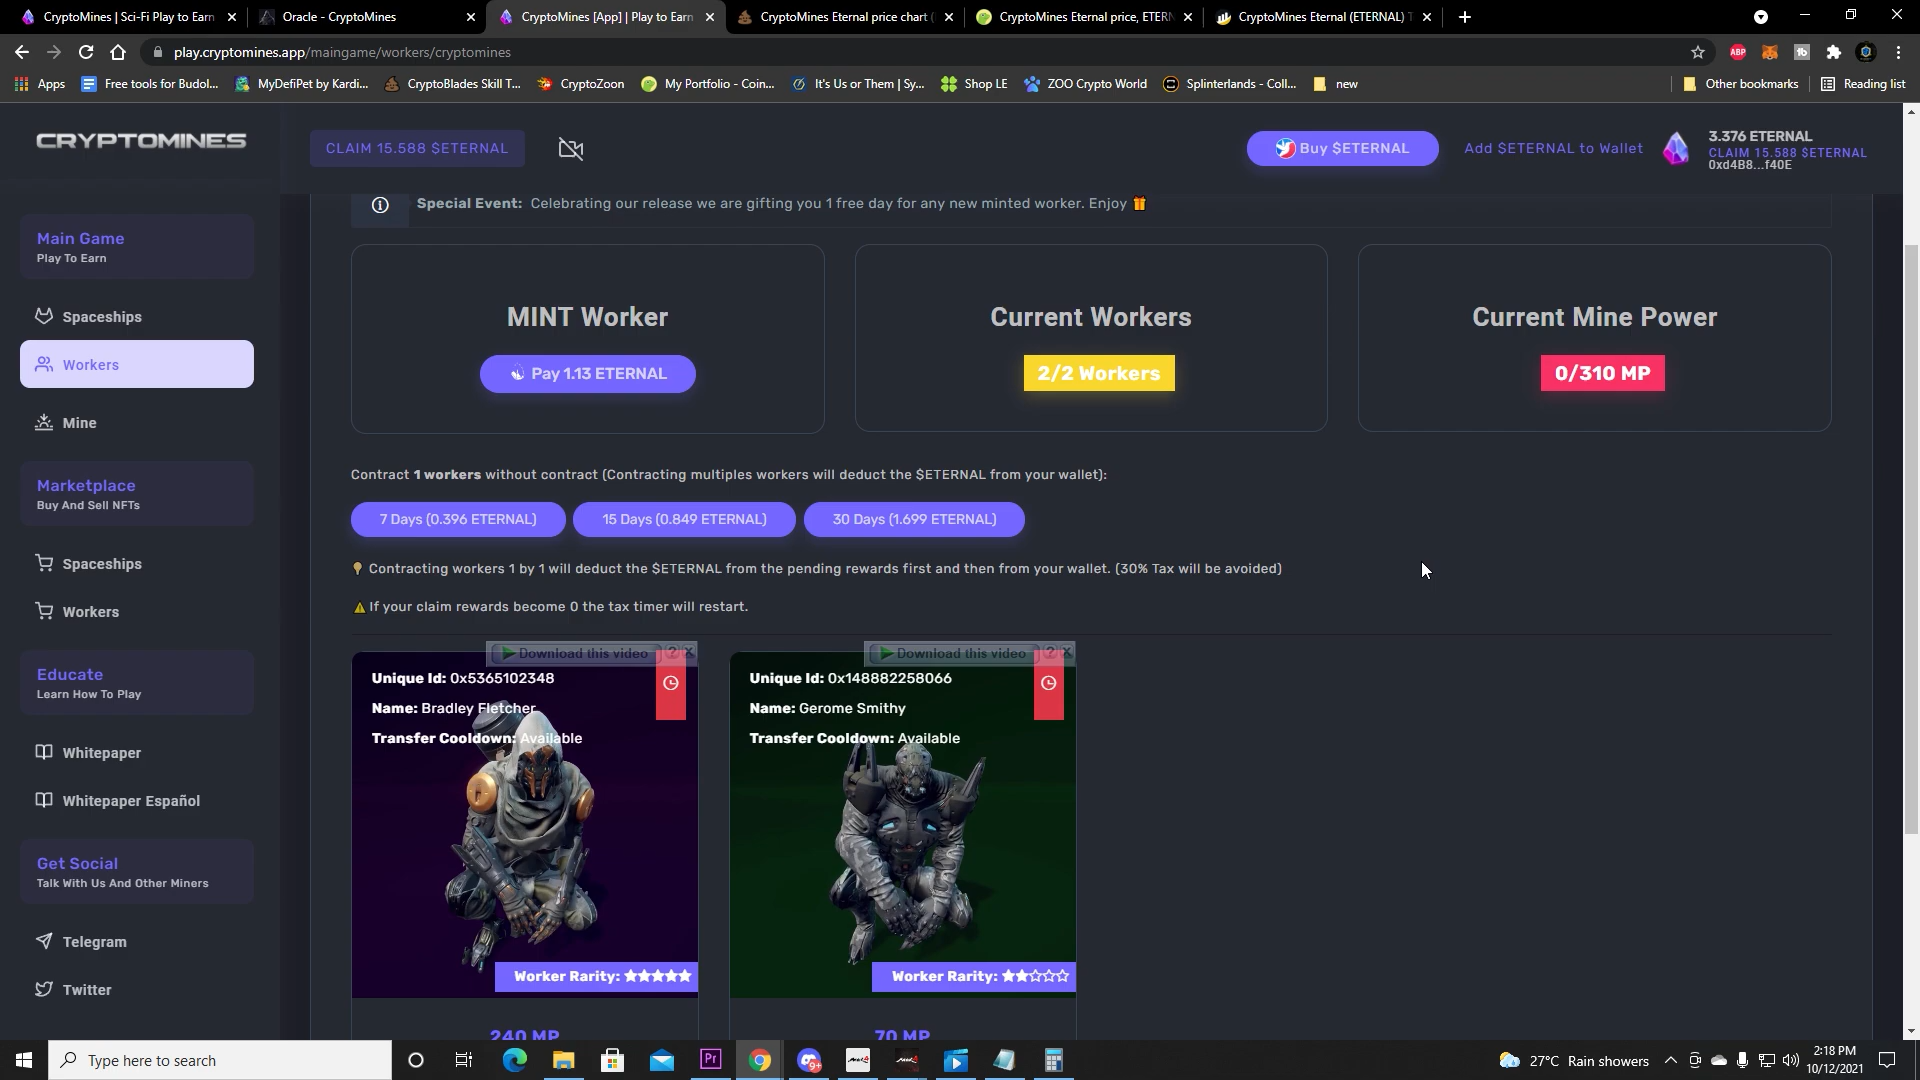 CryptoMines | Sci-Fi Play to Earn
Oracle - CryptoMines
CryptoMines [App] | Play to Earn
CryptoMines Eternal price chart
CryptoMines Eternal price, ETER
CryptoMines Eternal (ETERNAL)
play.cryptomines.app/maingame/workers/cryptomines
Apps
Free tools for Budol...
MyDefiPet by Kardi...
CryptoBlades Skill T...
CryptoZoon
My Portfolio - Coin...
It's Us or Them | Sy...
Shop LE
ZOO Crypto World
Splinterlands - Coll...
new
Other bookmarks
Reading list
CRYPTOMINES
CLAIM 15.588 $ETERNAL
Buy $ETERNAL
Add $ETERNAL to Wallet
3.376 ETERNAL
CLAIM 15.588 $ETERNAL
0xd4B8...f40E
Main Game
Play To Earn
Spaceships
Workers
Mine
Marketplace
Buy And Sell NFTs
Spaceships
Workers
Educate
Learn How To Play
Whitepaper
Whitepaper Español
Get Social
Talk With Us And Other Miners
Telegram
Twitter
Special Event: Celebrating our release we are gifting you 1 free day for any new minted worker. Enjoy 🎁
MINT Worker
Pay 1.13 ETERNAL
Current Workers
2/2 Workers
Current Mine Power
0/310 MP
Contract 1 workers without contract (Contracting multiples workers will deduct the $ETERNAL from your wallet):
7 Days (0.396 ETERNAL)
15 Days (0.849 ETERNAL)
30 Days (1.699 ETERNAL)
Contracting workers 1 by 1 will deduct the $ETERNAL from the pending rewards first and then from your wallet. (30% Tax will be avoided)
⚠ If your claim rewards become 0 the tax timer will restart.
Download this video ? X
Unique Id: 0x5365102348
Name: Bradley Fletcher
Transfer Cooldown: Available
Worker Rarity: ★★★★★
240 MP
Download this video ? X
Unique Id: 0x148882258066
Name: Gerome Smithy
Transfer Cooldown: Available
Worker Rarity: ★★☆☆☆
70 MP
Type here to search
27°C Rain showers
2:18 PM
10/12/2021